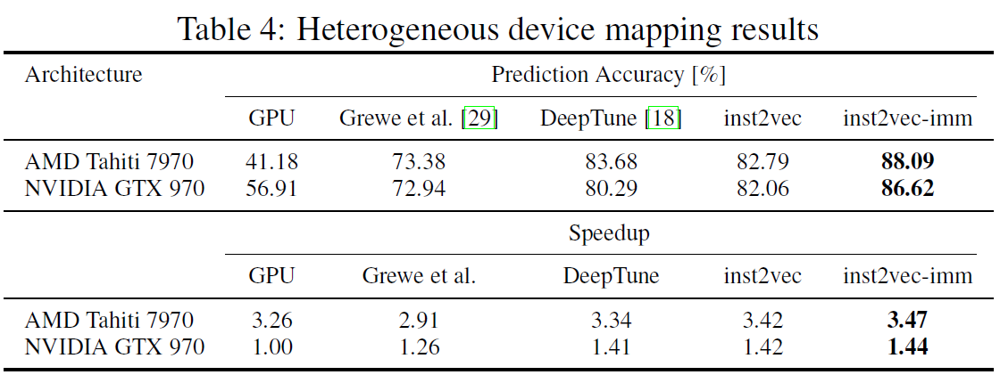 Table 4: Heterogeneous device mapping results
Architecture Prediction Accuracy [%]
GPU Grewe et al. [29] DeepTune [18] inst2vec inst2vec-imm
AMD Tahiti 7970 41.18 73.38 83.68 82.79 88.09
NVIDIA GTX 970 56.91 72.94 80.29 82.06 86.62
Speedup
GPU Grewe et al. DeepTune inst2vec inst2vec-imm
AMD Tahiti 7970 3.26 2.91 3.34 3.42 3.47
NVIDIA GTX 970 1.00 1.26 1.41 1.42 1.44